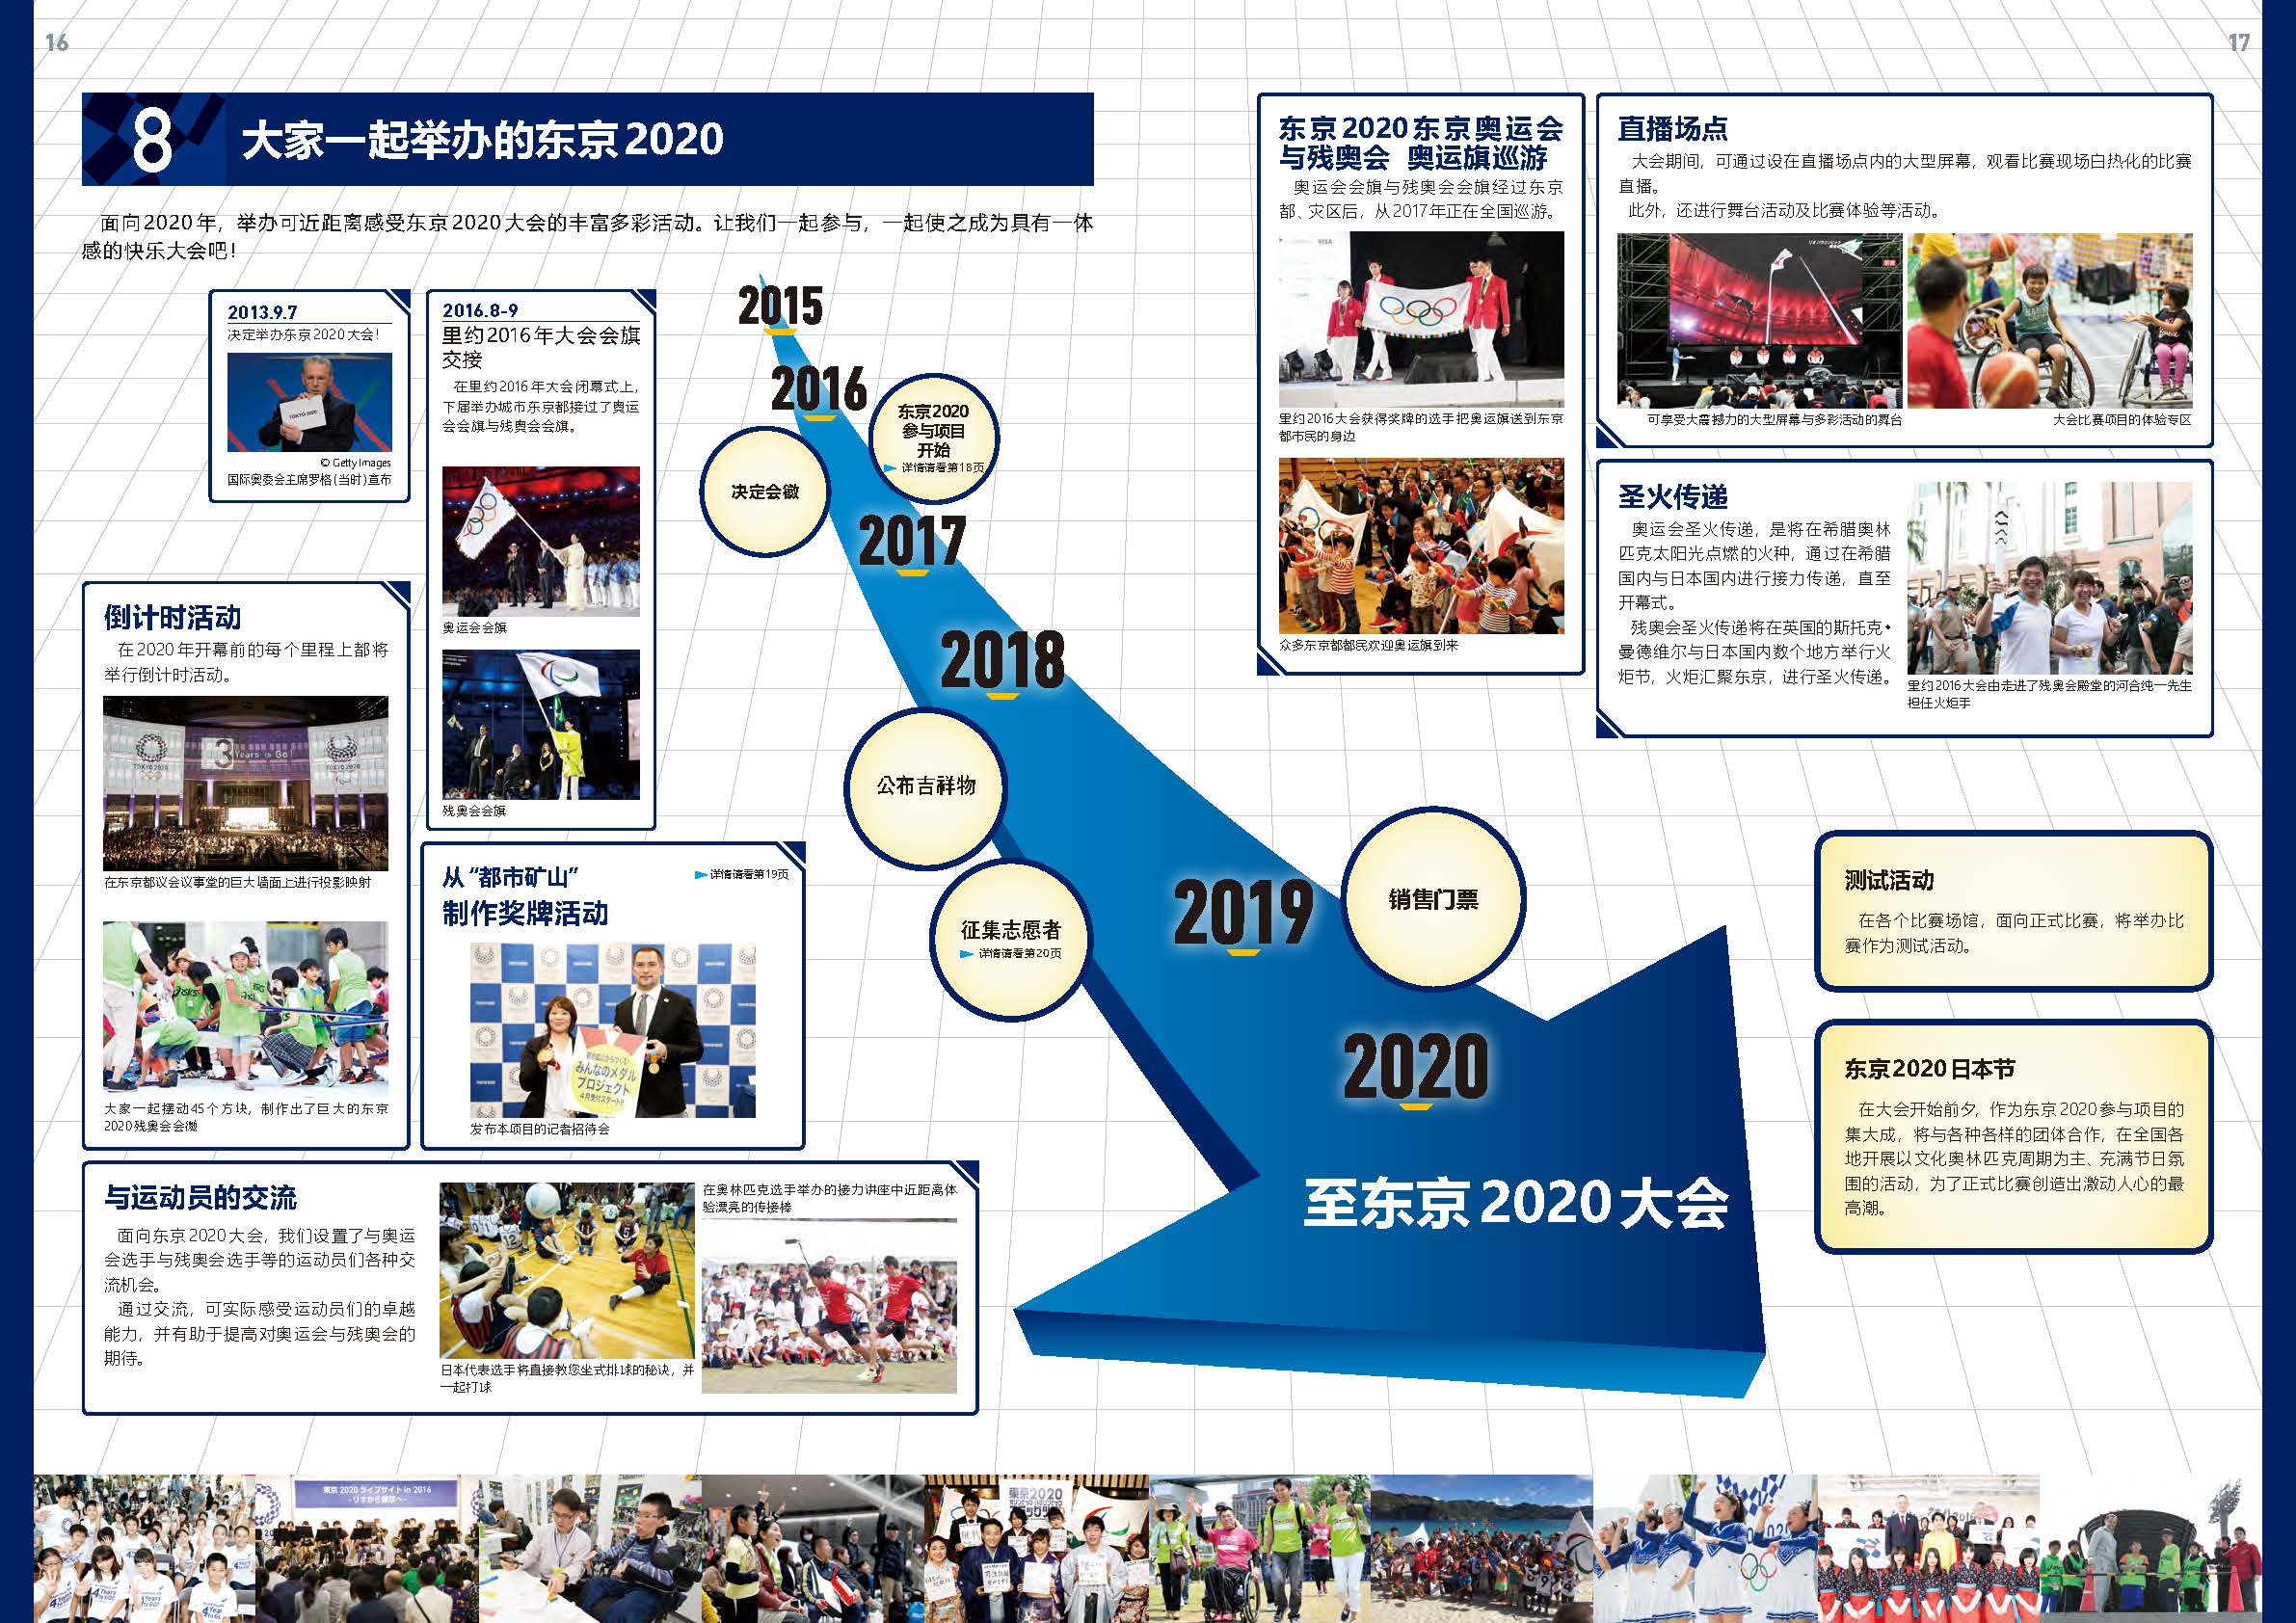 16
17
8
大家一起举办的东京2020
面向2020年，举办可近距离感受东京2020大会的丰富多彩活动。让我们一起参与，一起使之成为具有一体
感的快乐大会吧！
2013.9.7
决定举办东京2020大会！
TOKYO 2020
© GettyImages
国际奥委会主席罗格（当时）宣布
2016.8-9
里约2016年大会会旗
交接
在里约2016年大会闭幕式上，
下届举办城市东京都接过了奥运
会会旗与残奥会会旗。
奥运会会旗
残奥会会旗
倒计时活动
在2020年开幕前的每个里程上都将
举行倒计时活动。
3 Years to Go!
在东京都议会议事堂的巨大墙面上进行投影映射
大家一起摆动45个方块，制作出了巨大的东京
2020残奥会会徽
从“都市矿山”
制作奖牌活动
详情请看第19页
みんなのメダル
プロジェクト
4月受付スタート!!
发布本项目的记者招待会
与运动员的交流
面向东京2020大会，我们设置了与奥运
会选手与残奥会选手等的运动员们各种交
流机会。
通过交流，可实际感受运动员们的卓越
能力，并有助于提高对奥运会与残奥会的
期待。
日本代表选手将直接教您坐式排球的秘诀，并
一起打球
在奥林匹克选手举办的接力讲座中近距离体
验漂亮的传接棒
2015
2016
东京2020
参与项目
开始
详情请看第18页
决定会徽
2017
2018
公布吉祥物
征集志愿者
详情请看第20页
2019
销售门票
2020
至东京2020大会
东京2020东京奥运会
与残奥会 奥运旗巡游
奥运会会旗与残奥会会旗经过东京
都、灾区后，从2017年正在全国巡游。
VISA
里约2016大会获得奖牌的选手把奥运旗送到东京
都市民的身边
众多东京都都民欢迎奥运旗到来
直播场点
大会期间，可通过设在直播场点内的大型屏幕，观看比赛现场白热化的比赛
直播。
此外，还进行舞台活动及比赛体验等活动。
可享受大震撼力的大型屏幕与多彩活动的舞台
大会比赛项目的体验专区
圣火传递
奥运会圣火传递，是将在希腊奥林
匹克太阳光点燃的火种，通过在希腊
国内与日本国内进行接力传递，直至
开幕式。
残奥会圣火传递将在英国的斯托克·
曼德维尔与日本国内数个地方举行火
炬节，火炬汇聚东京，进行圣火传递。
里约2016大会由走进了残奥会殿堂的河合纯一先生
担任火炬手
测试活动
在各个比赛场馆，面向正式比赛，将举办比
赛作为测试活动。
东京2020日本节
在大会开始前夕，作为东京2020参与项目的
集大成，将与各种各样的团体合作，在全国各
地开展以文化奥林匹克周期为主、充满节日氛
围的活动，为了正式比赛创造出激动人心的最
高潮。
東京 2020 ライブサイト in 2016
-リオから東京へ-
東京2020